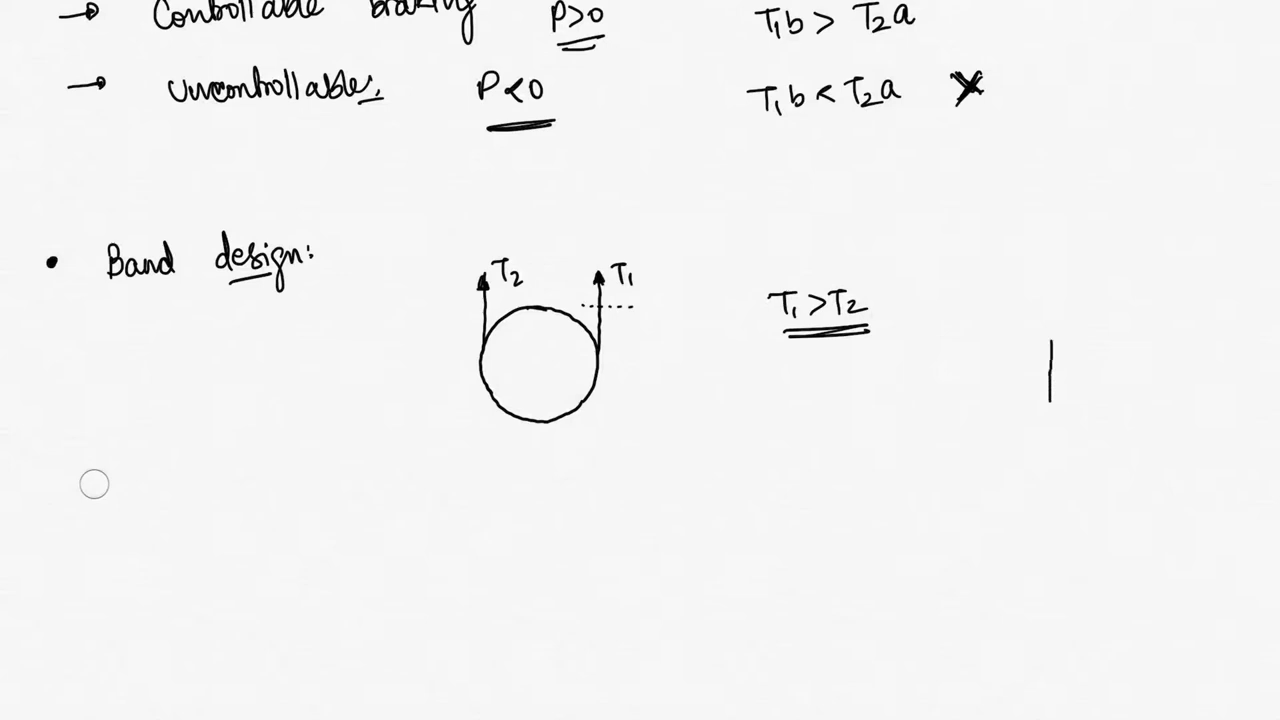 → Controllable braking P>0 T₁b > T₂a
→ Uncontrollable. P<0 T₁b < T₂a ×
• Band design:
T₂ T₁
T₁ >T₂